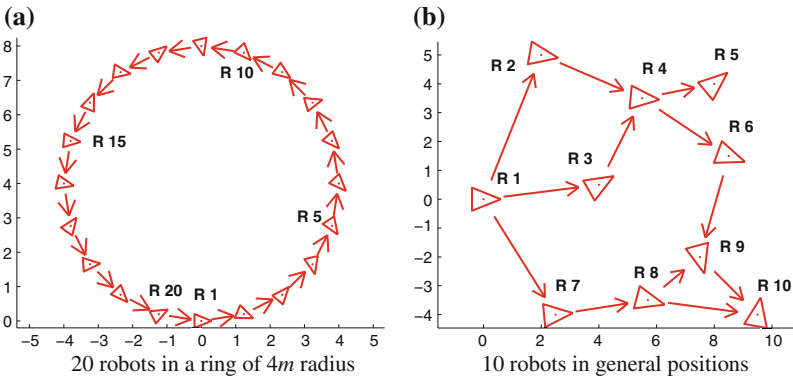 (a)
8
7
6
5
4
3
2
1
0
−5 −4 −3 −2 −1 0 1 2 3 4 5
R 10
R 15
R 5
R 20 R 1
20 robots in a ring of 4m radius
(b)
5
4
3
2
1
0
−1
−2
−3
−4
0 2 4 6 8 10
R 2
R 4
R 5
R 6
R 3
R 1
R 9
R 7
R 8
R 10
10 robots in general positions